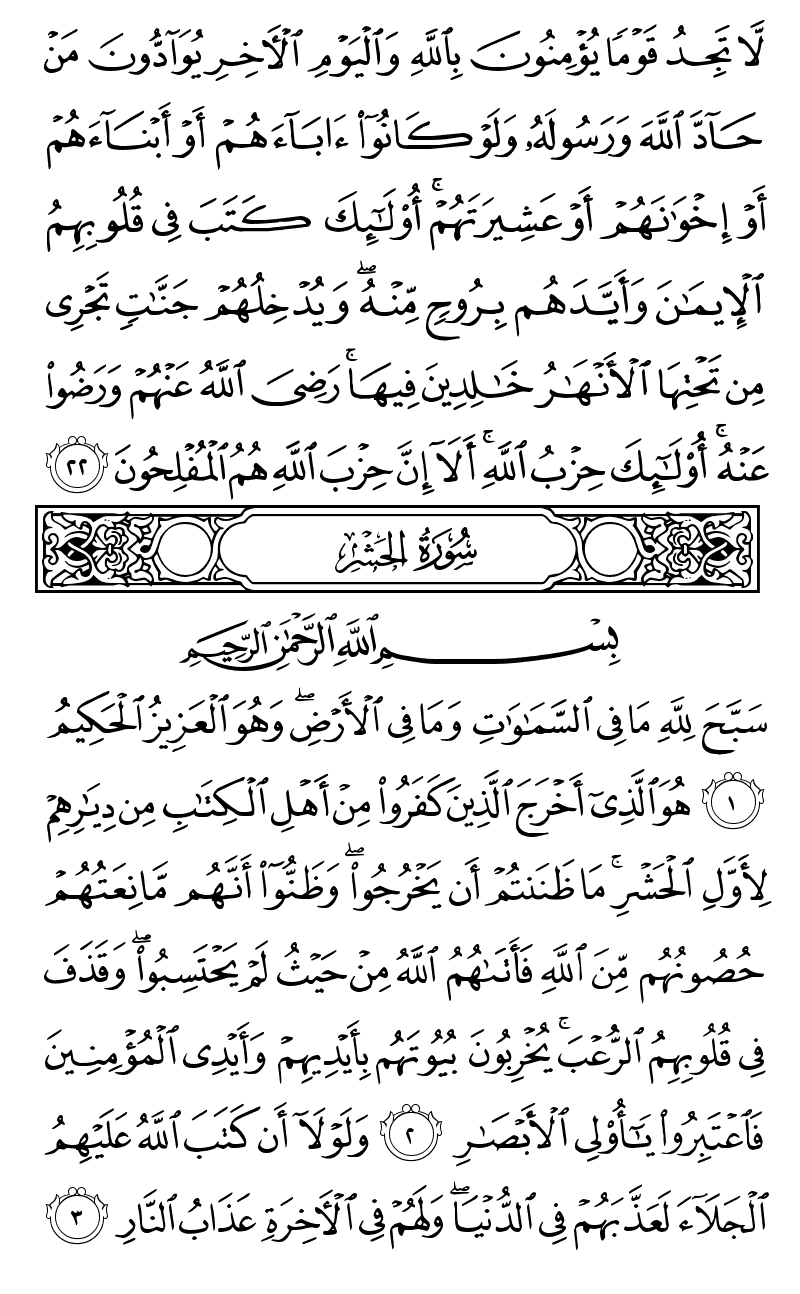 لَّا تَجِدُ قَوْمًا يُؤْمِنُونَ بِٱللَّهِ وَٱلْيَوْمِ ٱلْأَخِرِ يُوَآدُّونَ مَنْ
حَآدَّ ٱللَّهَ وَرَسُولَهُۥ وَلَوْ كَانُوٓا۟ ءَابَآءَهُمْ أَوْ أَبْنَآءَهُمْ
أَوْ إِخْوَٰنَهُمْ أَوْ عَشِيرَتَهُمْ ۚ أُو۟لَـٰٓئِكَ كَتَبَ فِى قُلُوبِهِمُ
ٱلْإِيمَـٰنَ وَأَيَّدَهُم بِرُوحٍ مِّنْهُ ۖ وَيُدْخِلُهُمْ جَنَّـٰتٍ تَجْرِى
مِن تَحْتِهَا ٱلْأَنْهَـٰرُ خَـٰلِدِينَ فِيهَا ۚ رَضِىَ ٱللَّهُ عَنْهُمْ وَرَضُوا۟
عَنْهُ ۚ أُو۟لَـٰٓئِكَ حِزْبُ ٱللَّهِ ۚ أَلَآ إِنَّ حِزْبَ ٱللَّهِ هُمُ ٱلْمُفْلِحُونَ ٢٢
سُورَةُ الحَشْرِ
بِسْمِ ٱللَّهِ ٱلرَّحْمَـٰنِ ٱلرَّحِيمِ
سَبَّحَ لِلَّهِ مَا فِى ٱلسَّمَـٰوَٰتِ وَمَا فِى ٱلْأَرْضِ ۖ وَهُوَ ٱلْعَزِيزُ ٱلْحَكِيمُ
١ هُوَ ٱلَّذِىٓ أَخْرَجَ ٱلَّذِينَ كَفَرُوا۟ مِنْ أَهْلِ ٱلْكِتَـٰبِ مِن دِيَـٰرِهِمْ
لِأَوَّلِ ٱلْحَشْرِ ۚ مَا ظَنَنتُمْ أَن يَخْرُجُوا۟ ۖ وَظَنُّوٓا۟ أَنَّهُم مَّانِعَتُهُمْ
حُصُونُهُم مِّنَ ٱللَّهِ فَأَتَىٰهُمُ ٱللَّهُ مِنْ حَيْثُ لَمْ يَحْتَسِبُوا۟ ۖ وَقَذَفَ
فِى قُلُوبِهِمُ ٱلرُّعْبَ ۚ يُخْرِبُونَ بُيُوتَهُم بِأَيْدِيهِمْ وَأَيْدِى ٱلْمُؤْمِنِينَ
فَٱعْتَبِرُوا۟ يَـٰٓأُو۟لِى ٱلْأَبْصَـٰرِ ٢ وَلَوْلَآ أَن كَتَبَ ٱللَّهُ عَلَيْهِمُ
ٱلْجَلَآءَ لَعَذَّبَهُمْ فِى ٱلدُّنْيَا ۖ وَلَهُمْ فِى ٱلْأَخِرَةِ عَذَابُ ٱلنَّارِ ٣